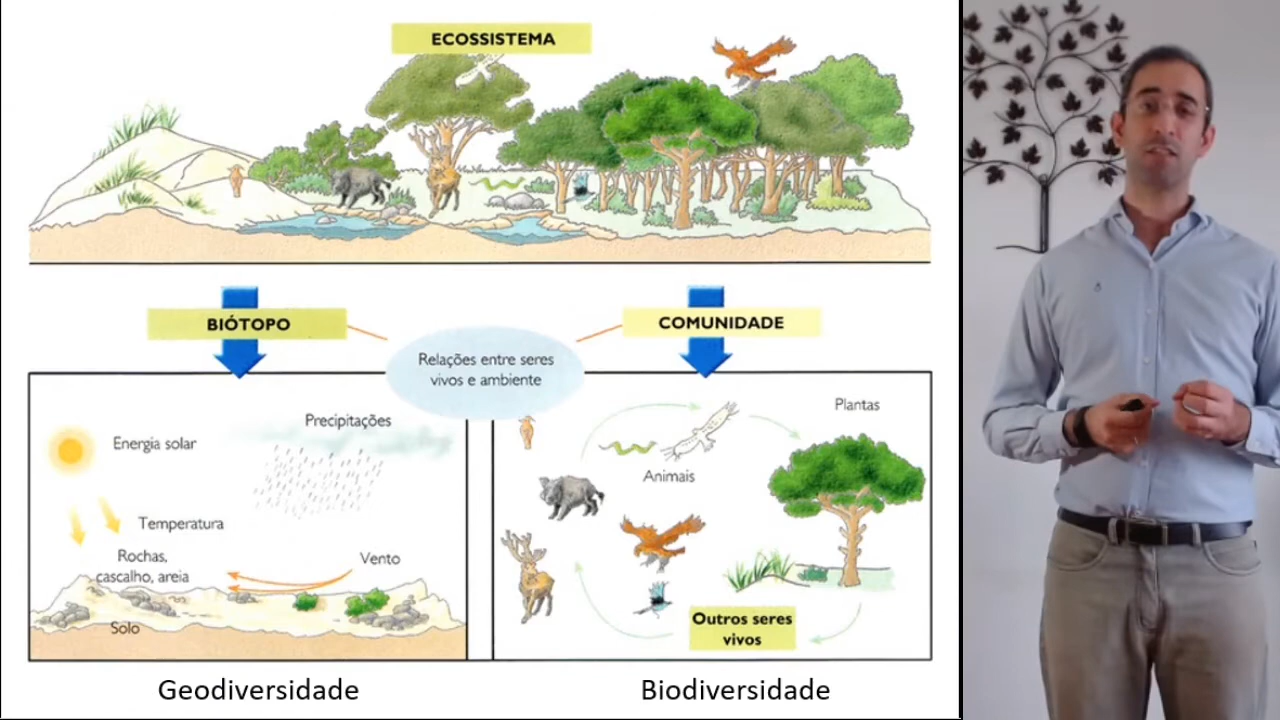 ECOSSISTEMA
BIÓTOPO
COMUNIDADE
Relações entre seres
vivos e ambiente
Precipitações
Energia solar
Temperatura
Rochas,
cascalho, areia
Vento
Solo
Plantas
Animais
Outros seres
vivos
Geodiversidade
Biodiversidade